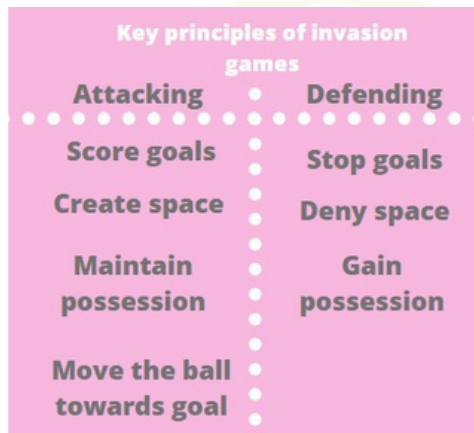 Key principles of invasion
games
Attacking
Defending
Score goals
Stop goals
Create space
Deny space
Maintain
possession
Gain
possession
Move the ball
towards goal